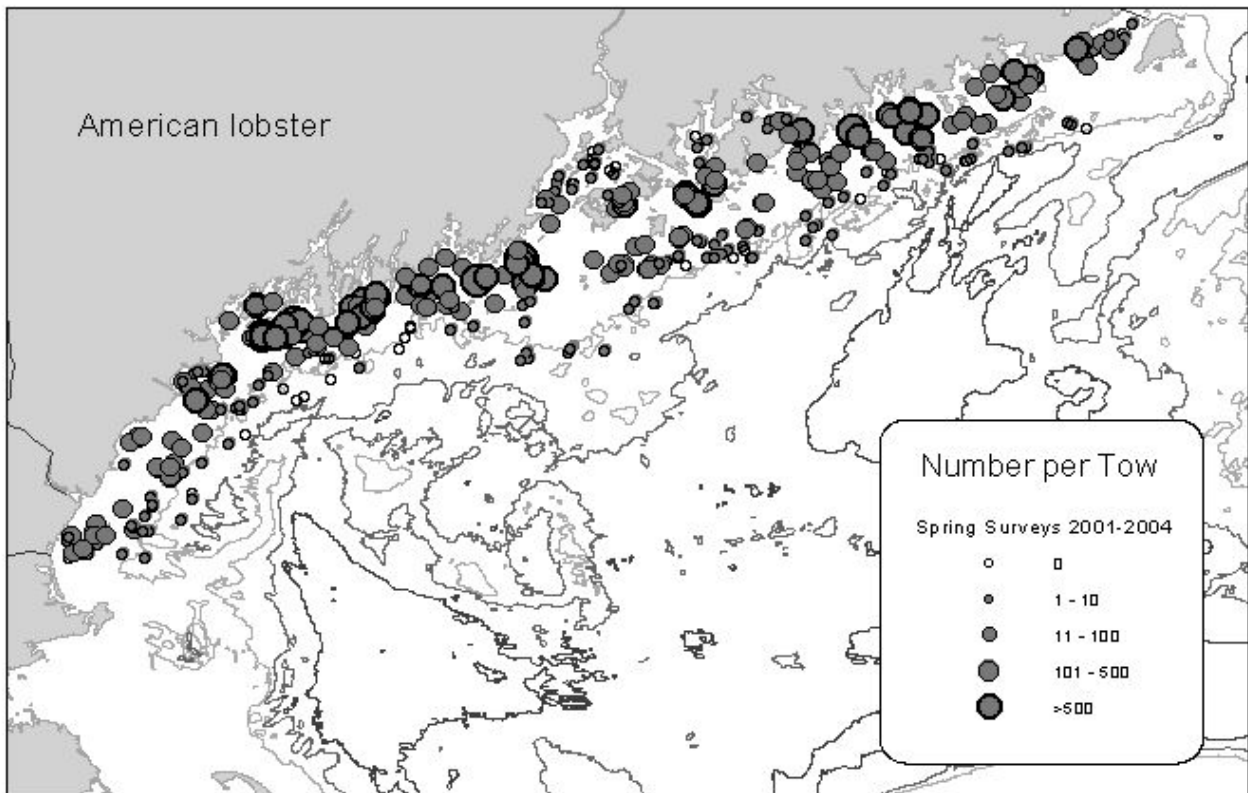 American lobster
Number per Tow
Spring Surveys 2001-2004
0
1 - 10
11 - 100
101 - 500
>500